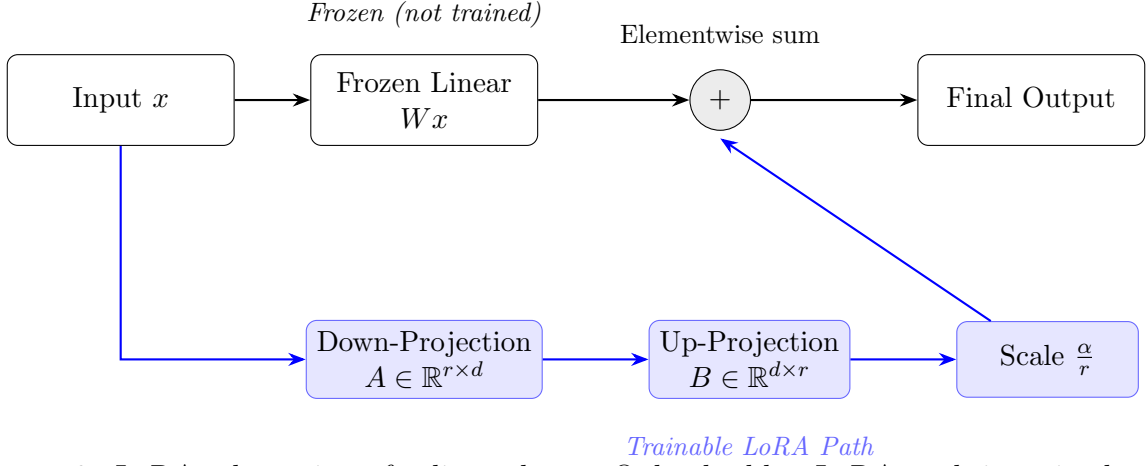 Frozen (not trained)
Elementwise sum
Input x
Frozen Linear
Wx
+
Final Output
Down-Projection
A ∈ ℝ^{r×d}
Up-Projection
B ∈ ℝ^{d×r}
Scale α/r
Trainable LoRA Path